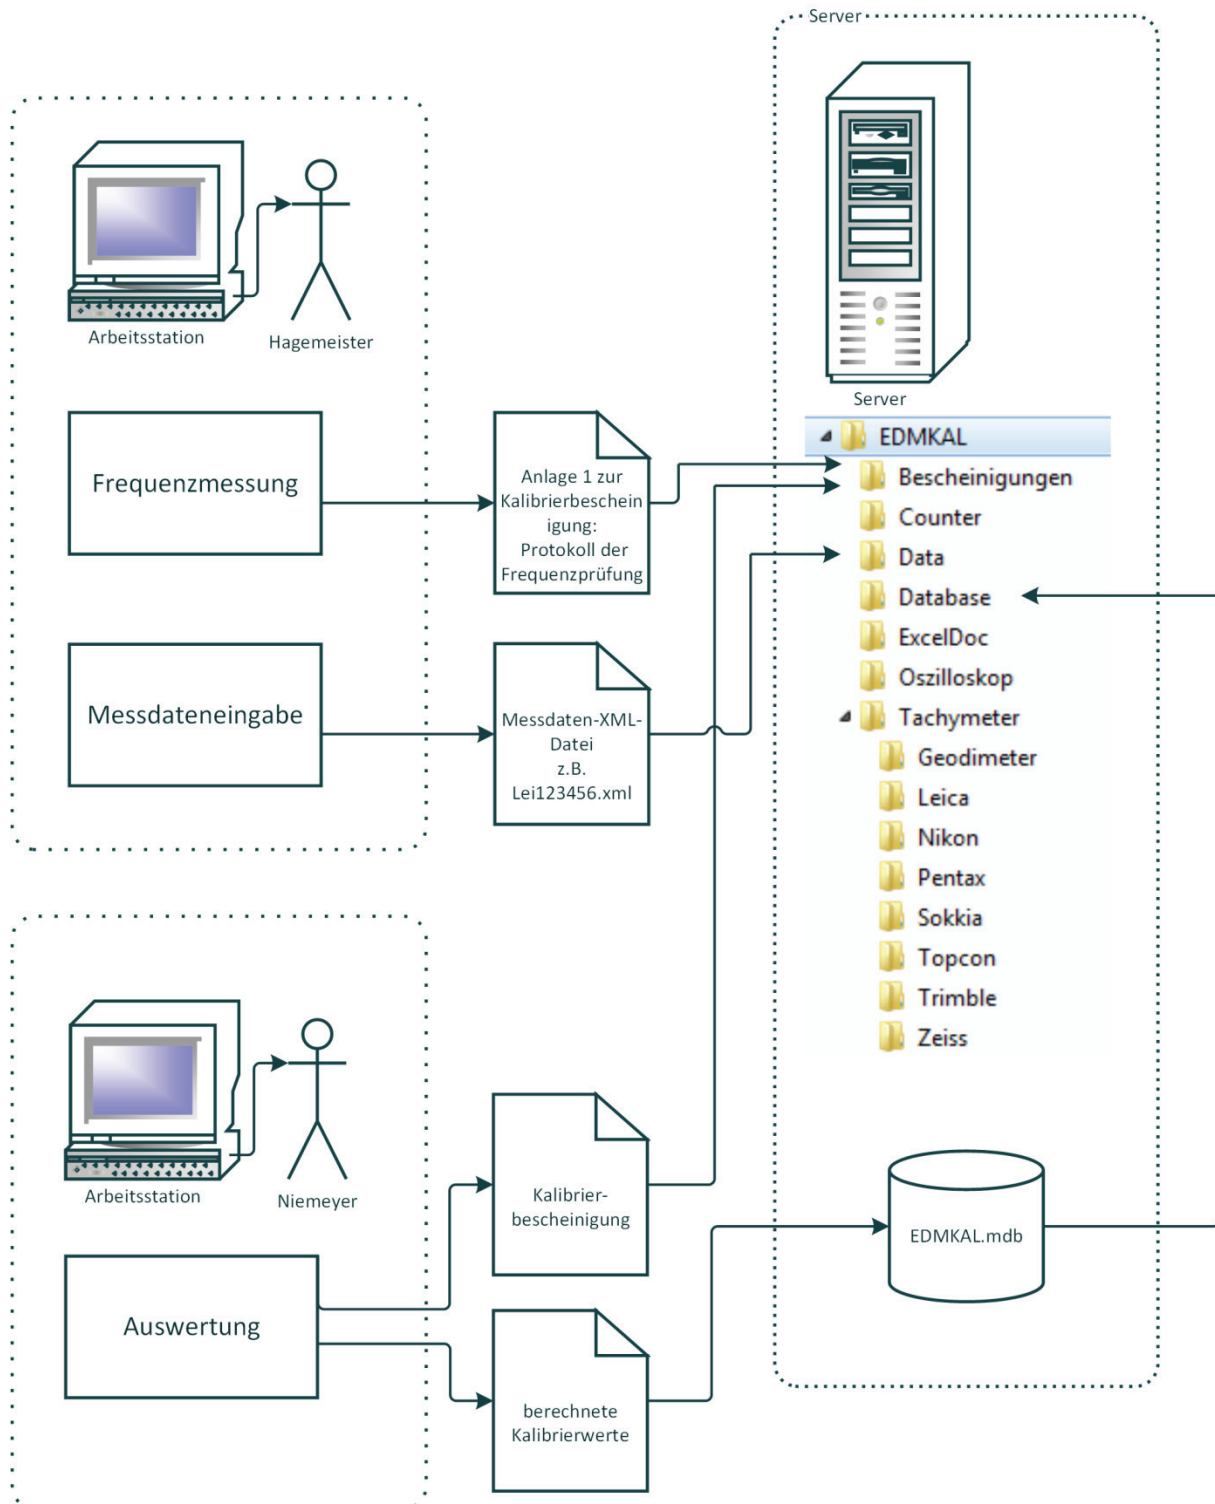 Server
Arbeitsstation
Hagemeister
Server
Frequenzmessung
Anlage 1 zur
Kalibrierbeschein
igung:
Protokoll der
Frequenzprüfung
Messdateneingabe
Messdaten-XML-
Datei
z.B.
Lei123456.xml
EDMKAL
Bescheinigungen
Counter
Data
Database
ExcelDoc
Oszilloskop
Tachymeter
Geodimeter
Leica
Nikon
Pentax
Sokkia
Topcon
Trimble
Zeiss
Arbeitsstation
Niemeyer
Auswertung
Kalibrier-
bescheinigung
berechnete
Kalibrierwerte
EDMKAL.mdb